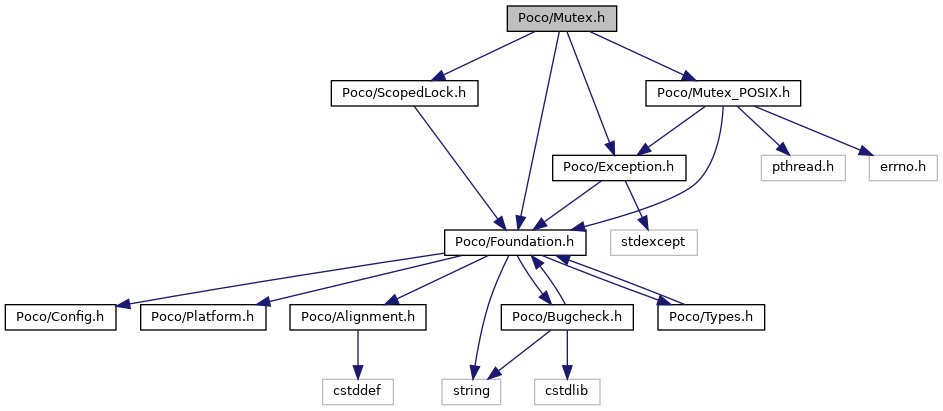 Poco/Mutex.h
Poco/ScopedLock.h
Poco/Mutex_POSIX.h
Poco/Exception.h
pthread.h
errno.h
Poco/Foundation.h
stdexcept
Poco/Config.h
Poco/Platform.h
Poco/Alignment.h
Poco/Bugcheck.h
Poco/Types.h
cstddef
string
cstdlib